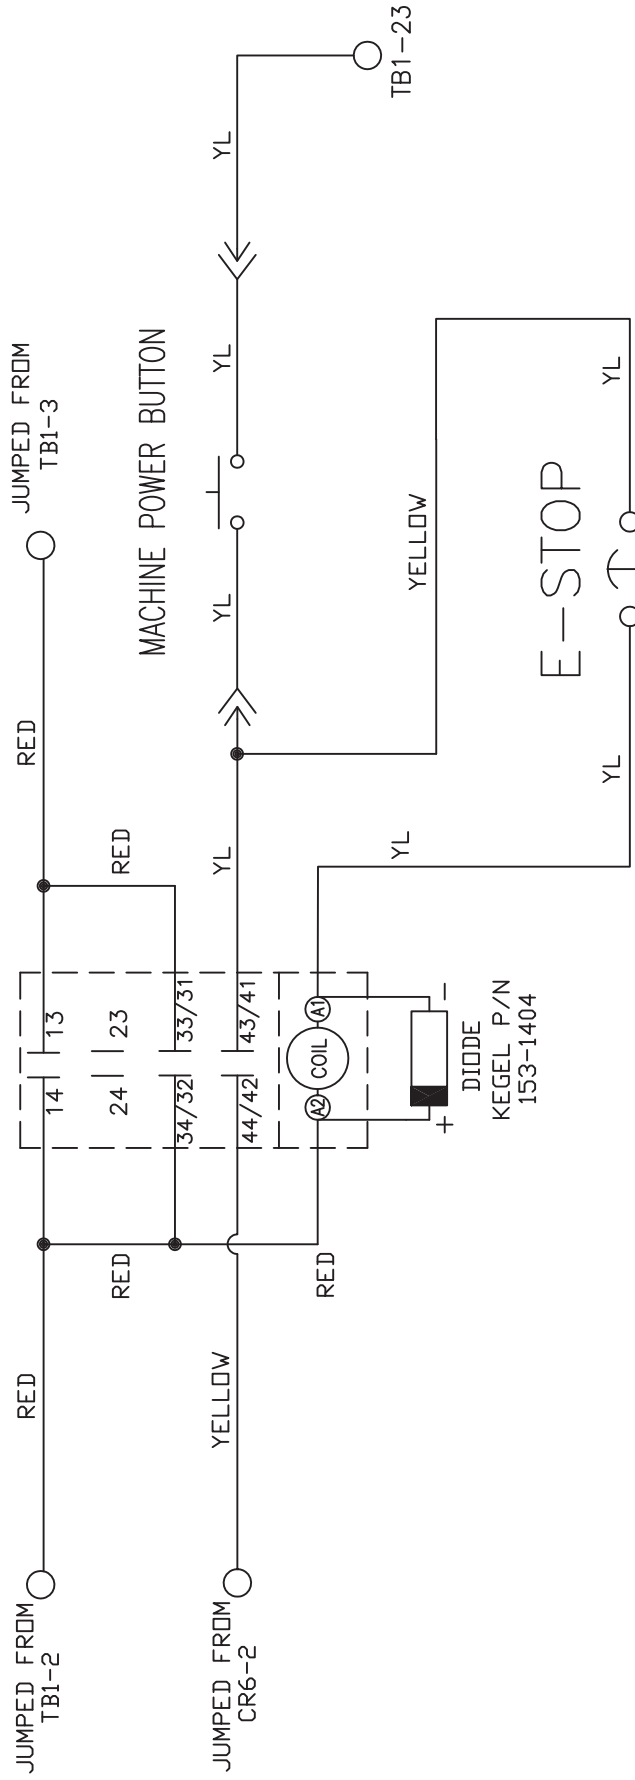 JUMPED FROM
TB1-2
RED
RED
JUMPED FROM
TB1-3
14
13
RED
RED
24
23
34/32
33/31
MACHINE POWER BUTTON
JUMPED FROM
CR6-2
YELLOW
44/42
43/41
YL
YL
YL
YL
TB1-23
RED
A2
COIL
A1
YL
YELLOW
+
-
DIODE
KEGEL P/N
153-1404
E-STOP
YL
YL